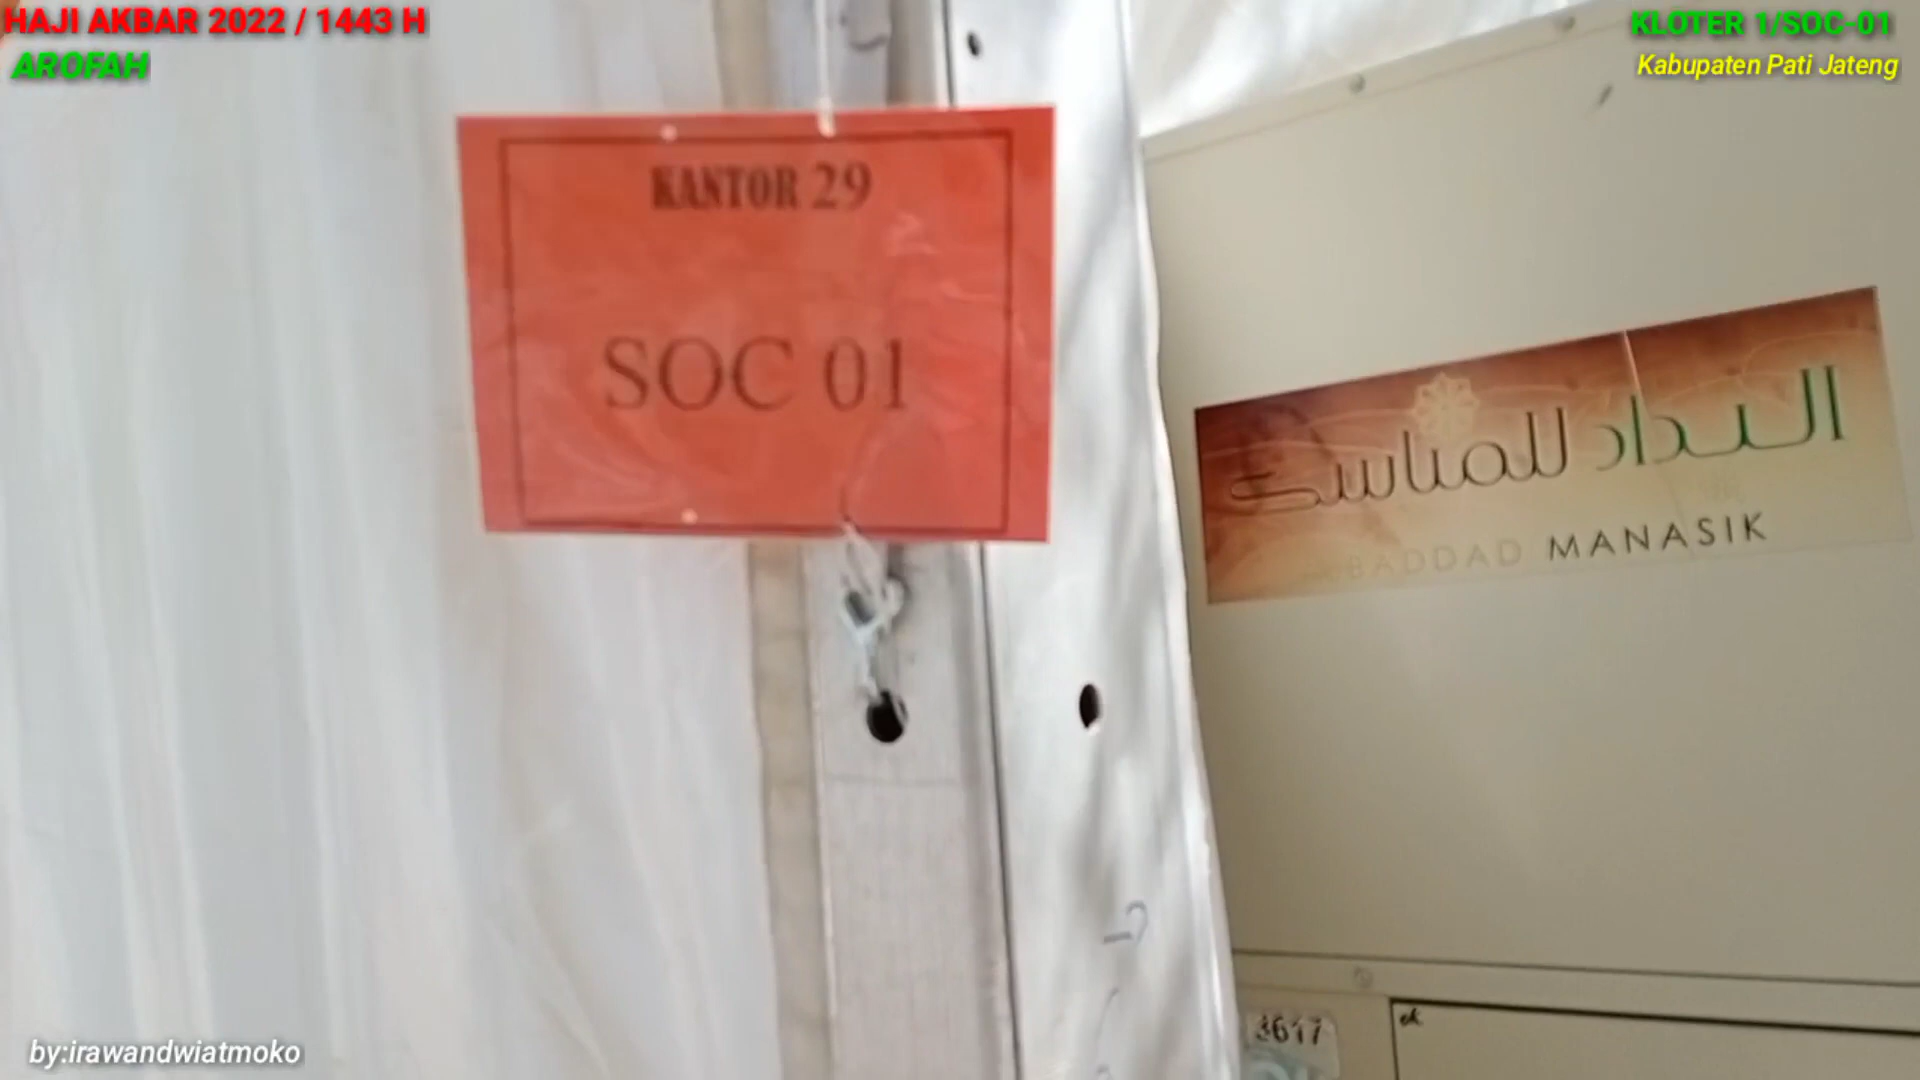 HAJI AKBAR 2022 / 1443 H
AROFAH
KLOTER 1/SOC-01
Kabupaten Pati Jateng
KANTOR 29
SOC 01
البداد للمناسك
BADDAD MANASIK
3617
by:irawandwiatmoko